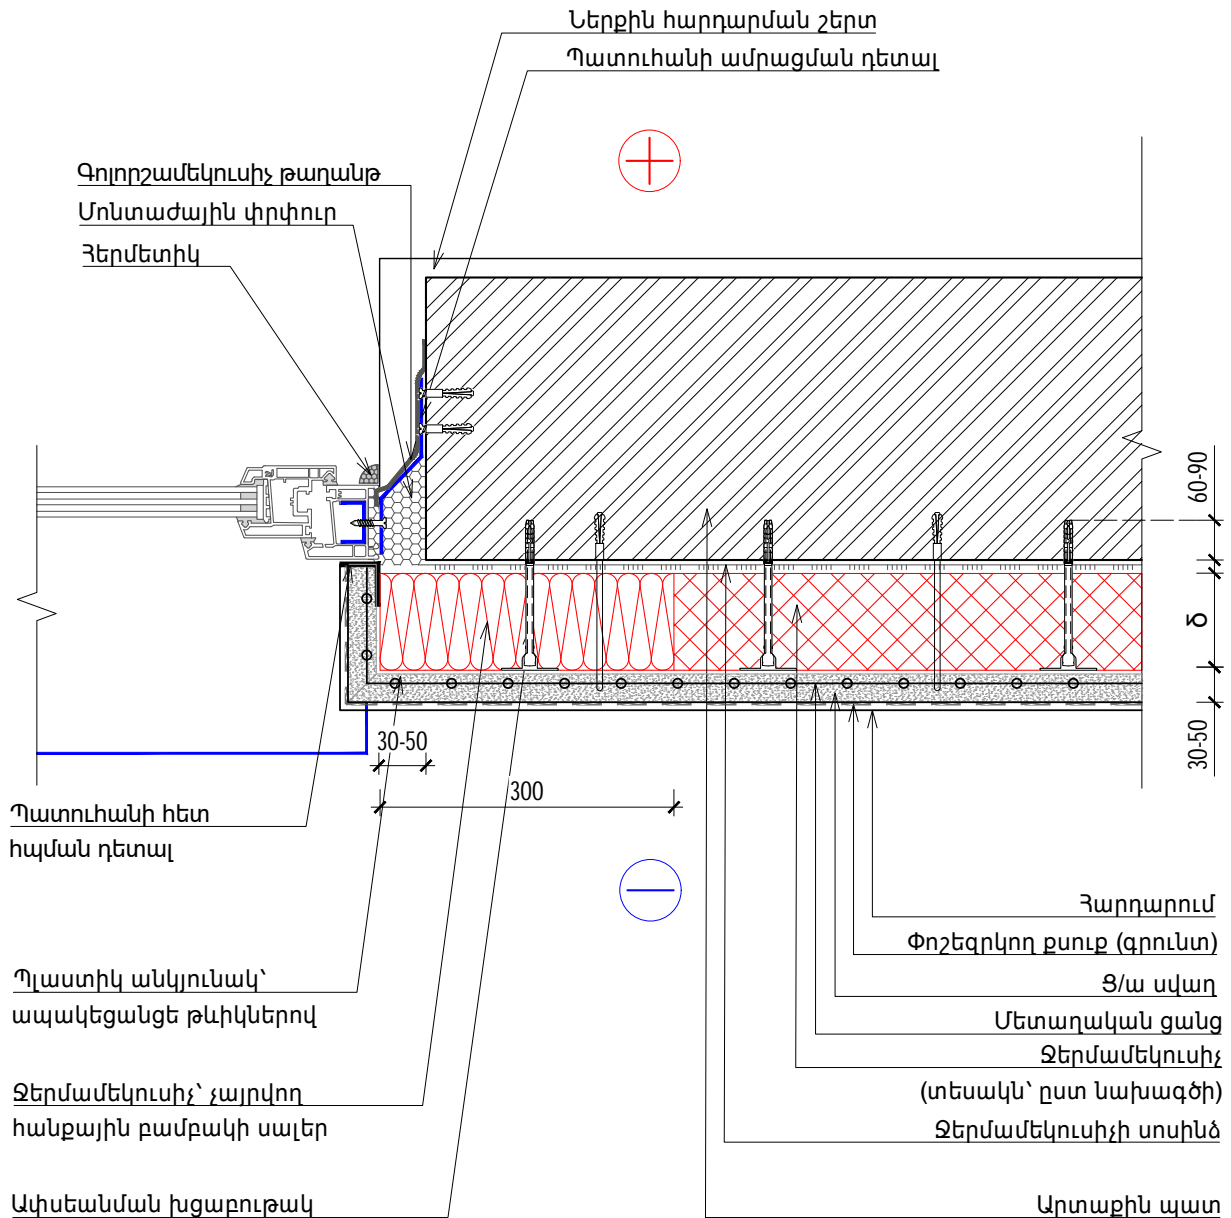 Ներքին հարդարման շերտ
Պատուհանի ամրացման դետալ
Գոլորշամեկուսիչ թաղանթ
Մոնտաժային փրփուր
Հերմետիկ
60-90
δ
30-50
30-50
300
Պատուհանի հետ
հպման դետալ
Պլաստիկ անկյունակ՝
ապակեցանցե թևիկներով
Ջերմամեկուսիչ՝ չայրվող
հանքային բամբակի սալեր
Ափսեանման խցաբութակ
Հարդարում
Փոշեզրկող քսուք (գրունտ)
Ց/ա սվաղ
Մետաղական ցանց
Ջերմամեկուսիչ
(տեսակն՝ ըստ նախագծի)
Ջերմամեկուսիչի սոսինձ
Արտաքին պատ